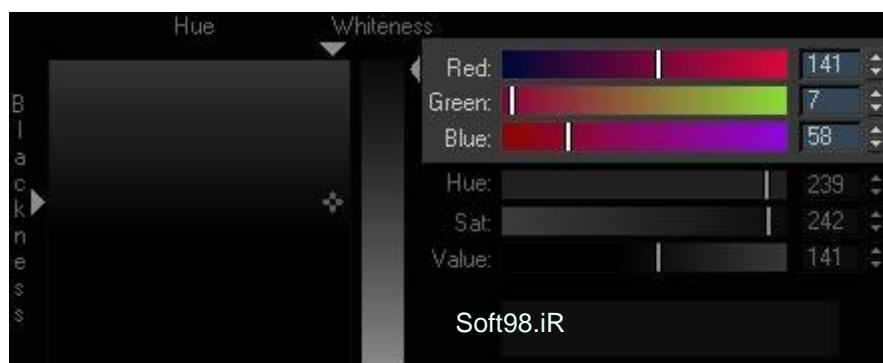 Hue Whiteness
Blackness
Red: 141
Green: 7
Blue: 58
Hue: 239
Sat: 242
Value: 141
Soft98.iR